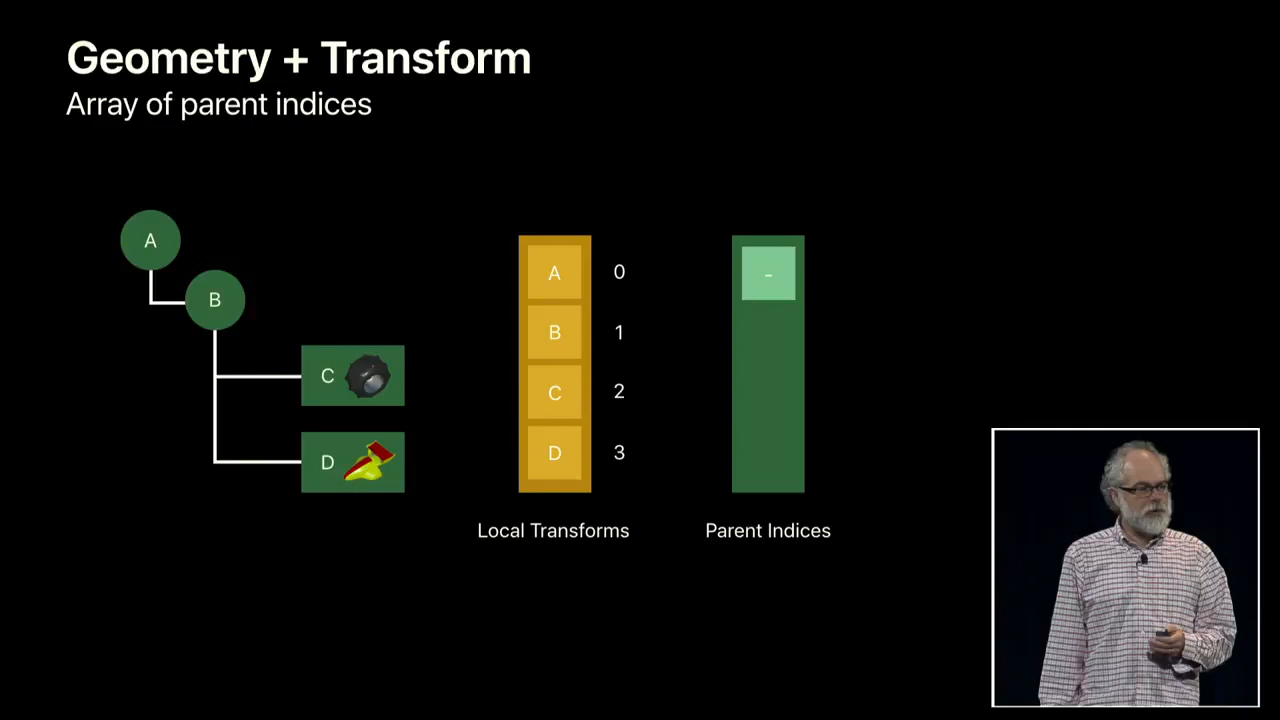 Geometry + Transform
Array of parent indices
A
B
C
D
A 0
B 1
C 2
D 3
-
Local Transforms
Parent Indices